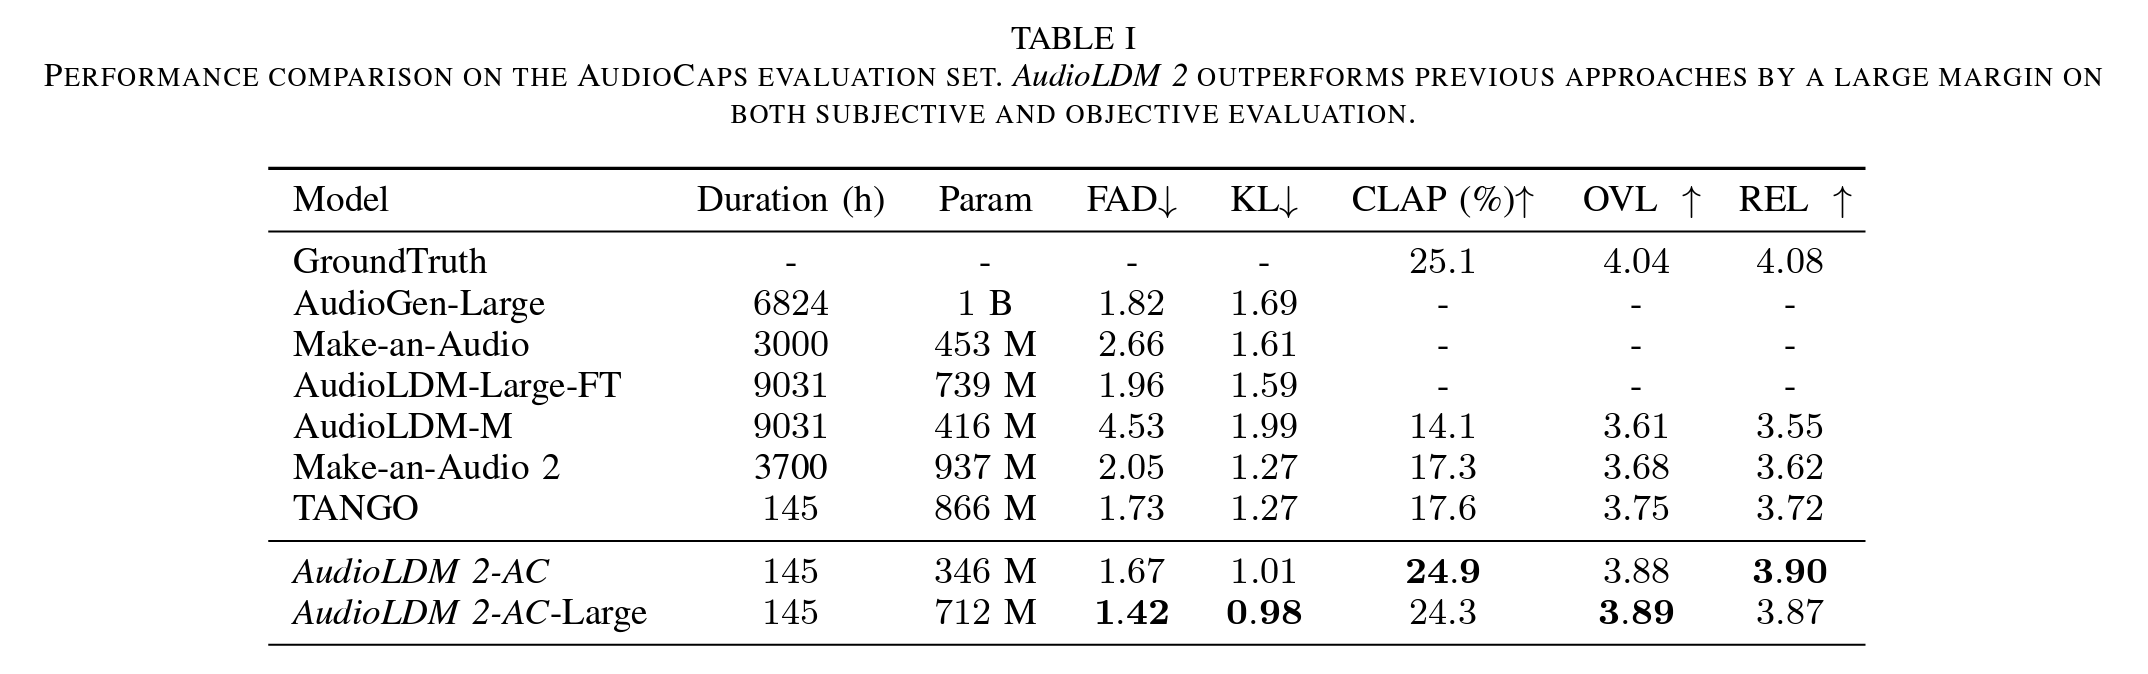 TABLE I
PERFORMANCE COMPARISON ON THE AUDIOCAPS EVALUATION SET. AudioLDM 2 OUTPERFORMS PREVIOUS APPROACHES BY A LARGE MARGIN ON
BOTH SUBJECTIVE AND OBJECTIVE EVALUATION.
Model Duration (h) Param FAD↓ KL↓ CLAP (%)↑ OVL ↑ REL ↑
GroundTruth - - - - 25.1 4.04 4.08
AudioGen-Large 6824 1 B 1.82 1.69 - - -
Make-an-Audio 3000 453 M 2.66 1.61 - - -
AudioLDM-Large-FT 9031 739 M 1.96 1.59 - - -
AudioLDM-M 9031 416 M 4.53 1.99 14.1 3.61 3.55
Make-an-Audio 2 3700 937 M 2.05 1.27 17.3 3.68 3.62
TANGO 145 866 M 1.73 1.27 17.6 3.75 3.72
AudioLDM 2-AC 145 346 M 1.67 1.01 24.9 3.88 3.90
AudioLDM 2-AC-Large 145 712 M 1.42 0.98 24.3 3.89 3.87